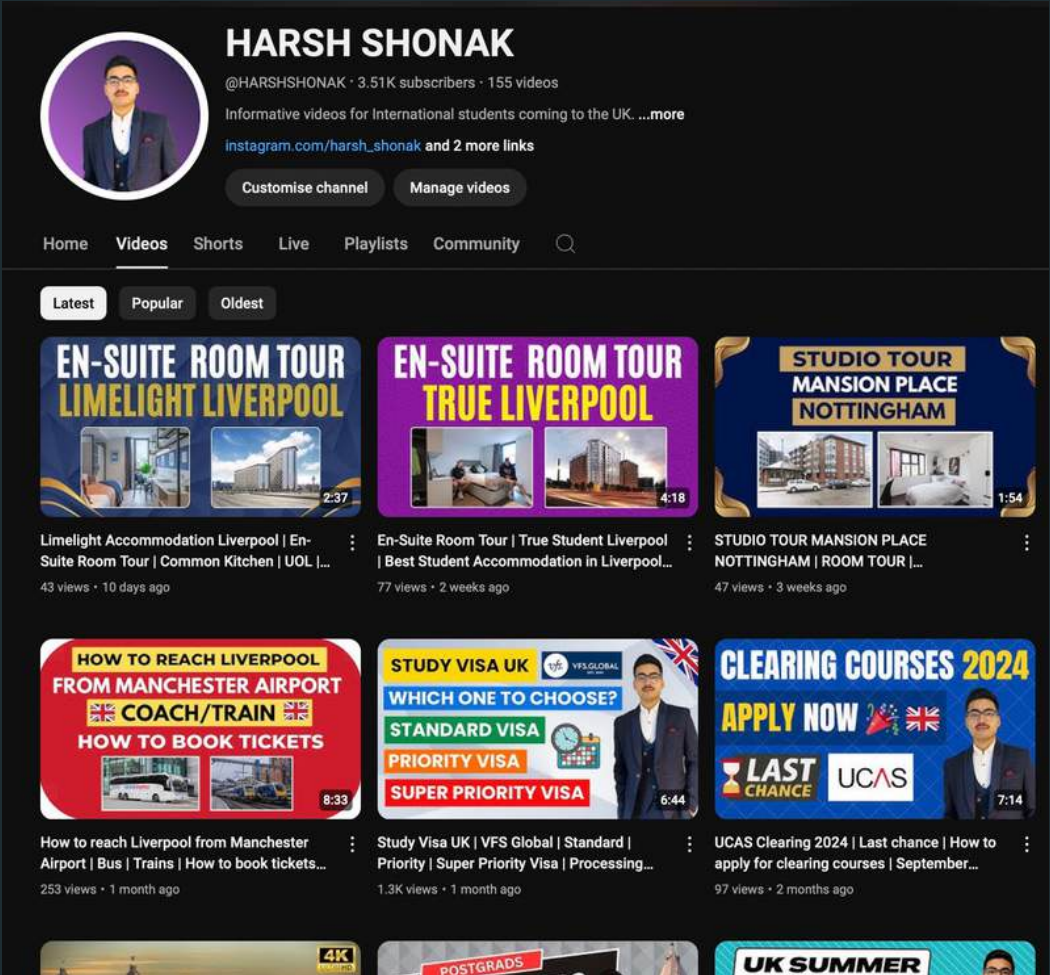 HARSH SHONAK
@HARSHSHONAK · 3.51K subscribers · 155 videos
Informative videos for International students coming to the UK. ...more
instagram.com/harsh_shonak and 2 more links
Customise channel Manage videos
Home Videos Shorts Live Playlists Community
Latest Popular Oldest
EN-SUITE ROOM TOUR
LIMELIGHT LIVERPOOL
2:37
Limelight Accommodation Liverpool | En-
Suite Room Tour | Common Kitchen | UOL |...
43 views • 10 days ago
EN-SUITE ROOM TOUR
TRUE LIVERPOOL
4:18
En-Suite Room Tour | True Student Liverpool
| Best Student Accommodation in Liverpool...
77 views • 2 weeks ago
STUDIO TOUR
MANSION PLACE
NOTTINGHAM
1:54
STUDIO TOUR MANSION PLACE
NOTTINGHAM | ROOM TOUR |...
47 views • 3 weeks ago
HOW TO REACH LIVERPOOL
FROM MANCHESTER AIRPORT
COACH/TRAIN
HOW TO BOOK TICKETS
8:33
How to reach Liverpool from Manchester
Airport | Bus | Trains | How to book tickets...
253 views • 1 month ago
STUDY VISA UK
vfs VFS.GLOBAL
WHICH ONE TO CHOOSE?
STANDARD VISA
PRIORITY VISA
SUPER PRIORITY VISA
6:44
Study Visa UK | VFS Global | Standard |
Priority | Super Priority Visa | Processing...
1.3K views • 1 month ago
CLEARING COURSES 2024
APPLY NOW
LAST
CHANCE
UCAS
7:14
UCAS Clearing 2024 | Last chance | How to
apply for clearing courses | September...
97 views • 2 months ago
4K
POSTGRADS
UK SUMMER